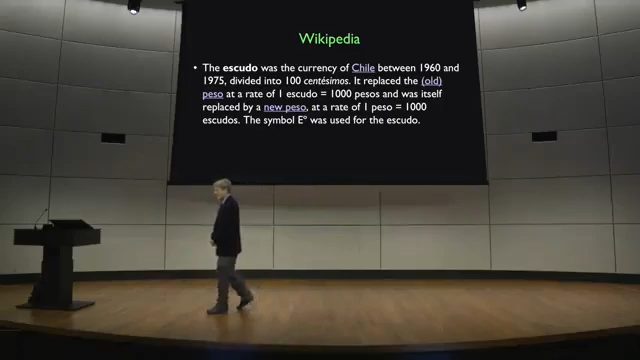 Wikipedia
• The escudo was the currency of Chile between 1960 and
1975, divided into 100 centésimos. It replaced the (old)
peso at a rate of 1 escudo = 1000 pesos and was itself
replaced by a new peso, at a rate of 1 peso = 1000
escudos. The symbol Eº was used for the escudo.